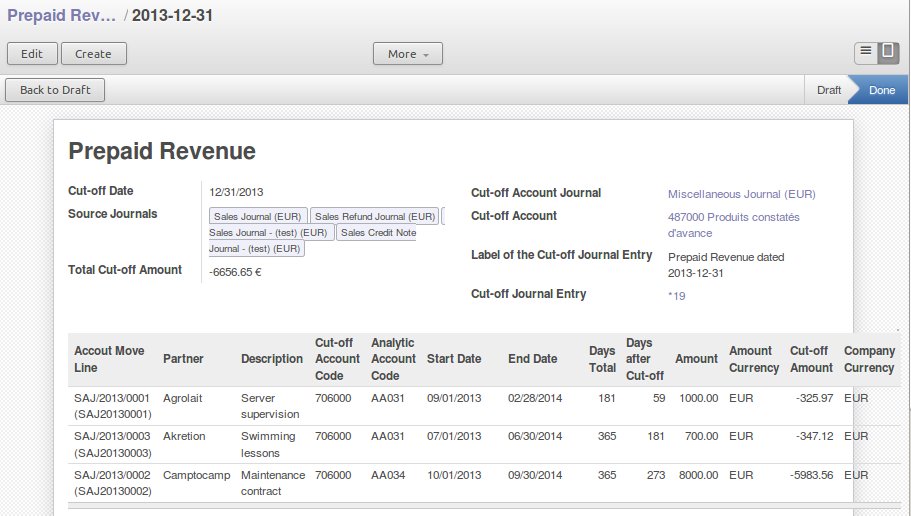 Prepaid Rev... / 2013-12-31
Edit Create More
Back to Draft Draft Done
Prepaid Revenue
Cut-off Date 12/31/2013
Source Journals Sales Journal (EUR) Sales Refund Journal (EUR)
Sales Journal - (test) (EUR) Sales Credit Note
Journal - (test) (EUR)
Total Cut-off Amount -6656.65 €
Cut-off Account Journal Miscellaneous Journal (EUR)
Cut-off Account 487000 Produits constatés
d'avance
Label of the Cut-off Journal Entry Prepaid Revenue dated
2013-12-31
Cut-off Journal Entry *19
Accout Move Line Partner Description Cut-off Account Code Analytic Account Code Start Date End Date Days Total Days after Cut-off Amount Amount Currency Cut-off Amount Company Currency
SAJ/2013/0001 Agrolait Server 706000 AA031 09/01/2013 02/28/2014 181 59 1000.00 EUR -325.97 EUR
(SAJ20130001) supervision
SAJ/2013/0003 Akretion Swimming 706000 AA031 07/01/2013 06/30/2014 365 181 700.00 EUR -347.12 EUR
(SAJ20130003) lessons
SAJ/2013/0002 Camptocamp Maintenance 706000 AA034 10/01/2013 09/30/2014 365 273 8000.00 EUR -5983.56 EUR
(SAJ20130002) contract